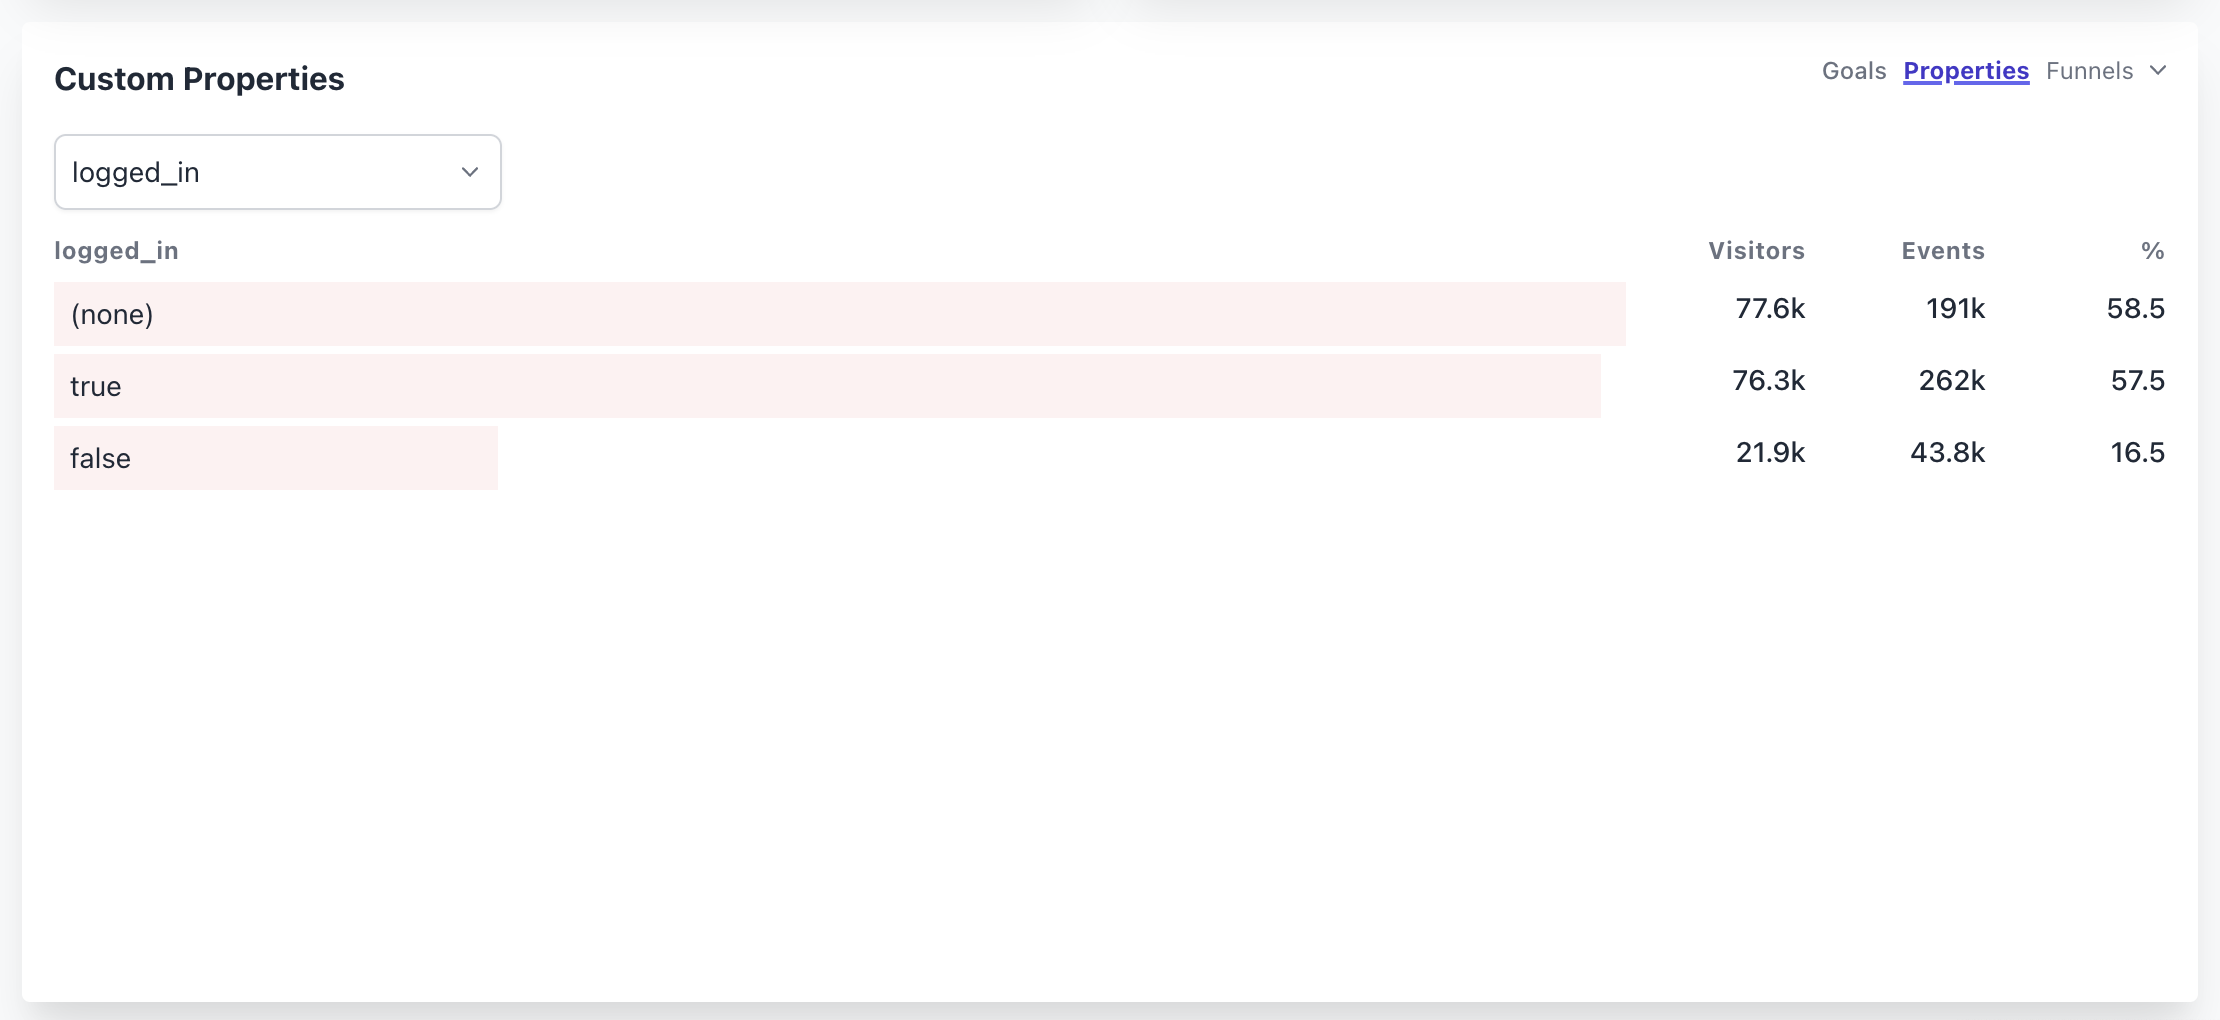 Custom Properties
Goals Properties Funnels
logged_in
logged_in Visitors Events %
(none) 77.6k 191k 58.5
true 76.3k 262k 57.5
false 21.9k 43.8k 16.5